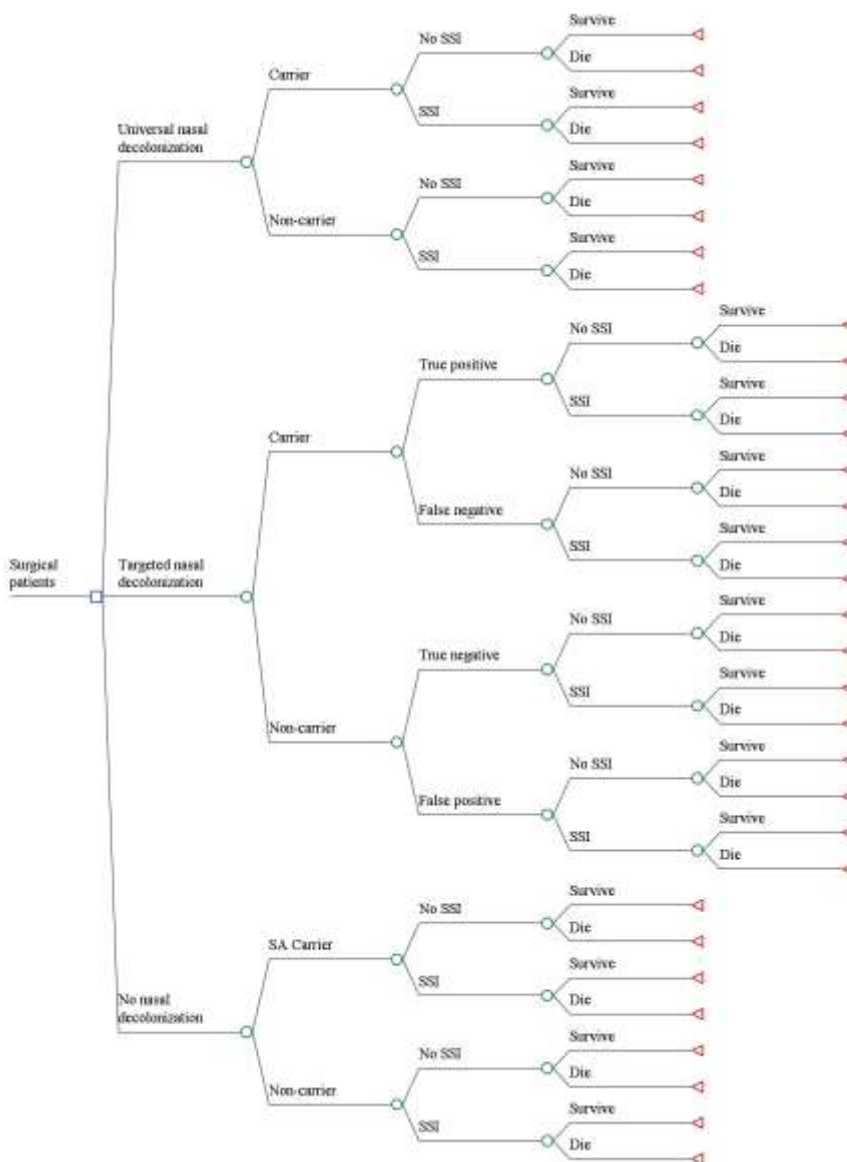 Survive
No SSI
Die
Carrier
Survive
SSI
Die
Universal nasal
decolonization
Survive
No SSI
Die
Non-carrier
Survive
SSI
Die
Survive
No SSI
Die
True positive
Survive
SSI
Die
Carrier
Survive
No SSI
Die
False negative
Survive
SSI
Die
Surgical
patients
Targeted nasal
decolonization
Survive
No SSI
Die
True negative
Survive
SSI
Die
Non-carrier
Survive
No SSI
Die
False positive
Survive
SSI
Die
Survive
No SSI
Die
SA Carrier
Survive
SSI
Die
No nasal
decolonization
Survive
No SSI
Die
Non-carrier
Survive
SSI
Die